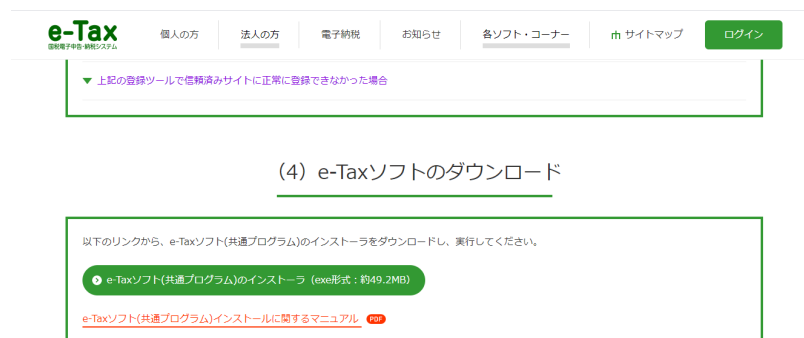 e-Tax
国税電子申告・納税システム
個人の方
法人の方
電子納税
お知らせ
各ソフト・コーナー
サイトマップ
ログイン
▼ 上記の登録ツールで信頼済みサイトに正常に登録できなかった場合
（4）e-Taxソフトのダウンロード
以下のリンクから、e-Taxソフト(共通プログラム)のインストーラをダウンロードし、実行してください。
e-Taxソフト(共通プログラム)のインストーラ（exe形式：約49.2MB）
e-Taxソフト(共通プログラム)インストールに関するマニュアル PDF